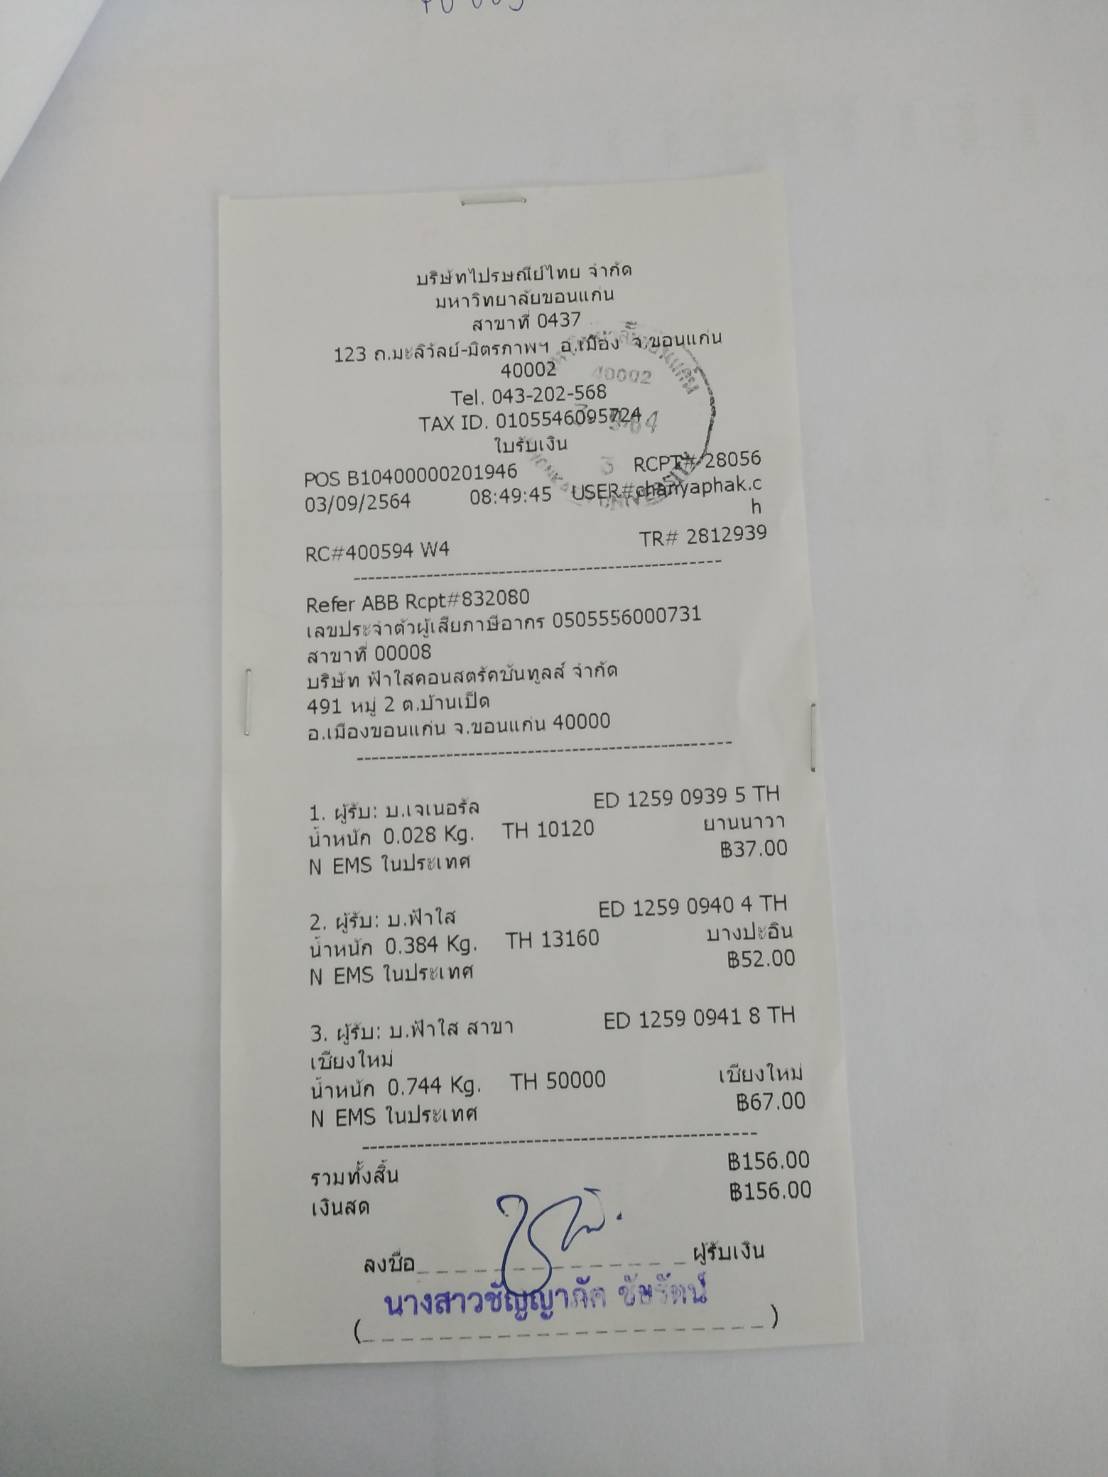 บริษัทไปรษณีย์ไทย จำกัด
มหาวิทยาลัยขอนแก่น
สาขาที่ 0437
123 ถ.มะลิวัลย์-มิตรภาพฯ อ.เมือง จ.ขอนแก่น
40002
Tel. 043-202-568
TAX ID. 0105546095724
ใบรับเงิน
POS B10400000201946 RCPT# 28056
03/09/2564 08:49:45 USER#chanyaphak.c
h
RC#400594 W4 TR# 2812939
Refer ABB Rcpt#832080
เลขประจำตัวผู้เสียภาษีอากร 0505556000731
สาขาที่ 00008
บริษัท ฟ้าใสคอนสตรัคชันทูลส์ จำกัด
491 หมู่ 2 ต.บ้านเป็ด
อ.เมืองขอนแก่น จ.ขอนแก่น 40000
1. ผู้รับ: บ.เจเนอรัล ED 1259 0939 5 TH
น้ำหนัก 0.028 Kg. TH 10120 ยานนาวา
N EMS ในประเทศ ฿37.00
2. ผู้รับ: บ.ฟ้าใส ED 1259 0940 4 TH
น้ำหนัก 0.384 Kg. TH 13160 บางปะอิน
N EMS ในประเทศ ฿52.00
3. ผู้รับ: บ.ฟ้าใส สาขา ED 1259 0941 8 TH
เชียงใหม่
น้ำหนัก 0.744 Kg. TH 50000 เชียงใหม่
N EMS ในประเทศ ฿67.00
รวมทั้งสิ้น ฿156.00
เงินสด ฿156.00
ลงชื่อ ผู้รับเงิน
นางสาวชัญญาภัค ชัยรัตน์
40002